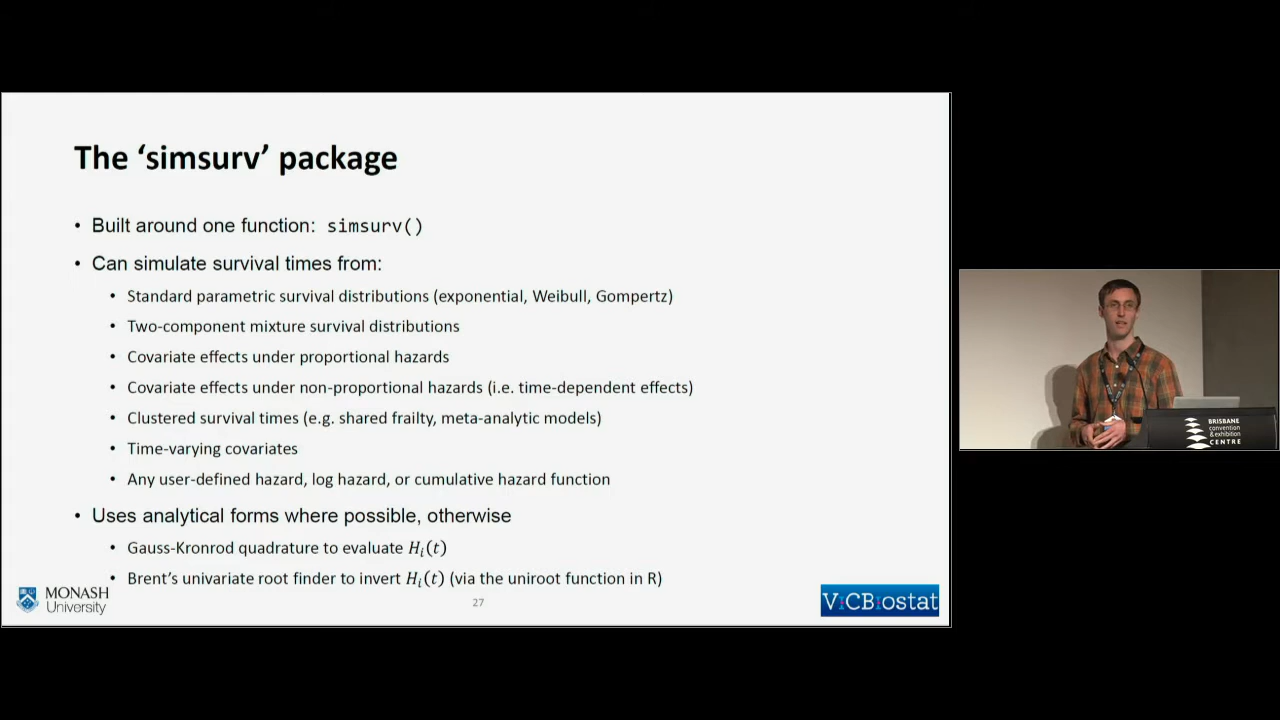 The ‘simsurv’ package
• Built around one function: simsurv()
• Can simulate survival times from:
• Standard parametric survival distributions (exponential, Weibull, Gompertz)
• Two-component mixture survival distributions
• Covariate effects under proportional hazards
• Covariate effects under non-proportional hazards (i.e. time-dependent effects)
• Clustered survival times (e.g. shared frailty, meta-analytic models)
• Time-varying covariates
• Any user-defined hazard, log hazard, or cumulative hazard function
• Uses analytical forms where possible, otherwise
• Gauss-Kronrod quadrature to evaluate Hᵢ(t)
• Brent’s univariate root finder to invert Hᵢ(t) (via the uniroot function in R)
MONASH
University
27
ViCBiostat
BRISBANE
convention
& exhibition
CENTRE